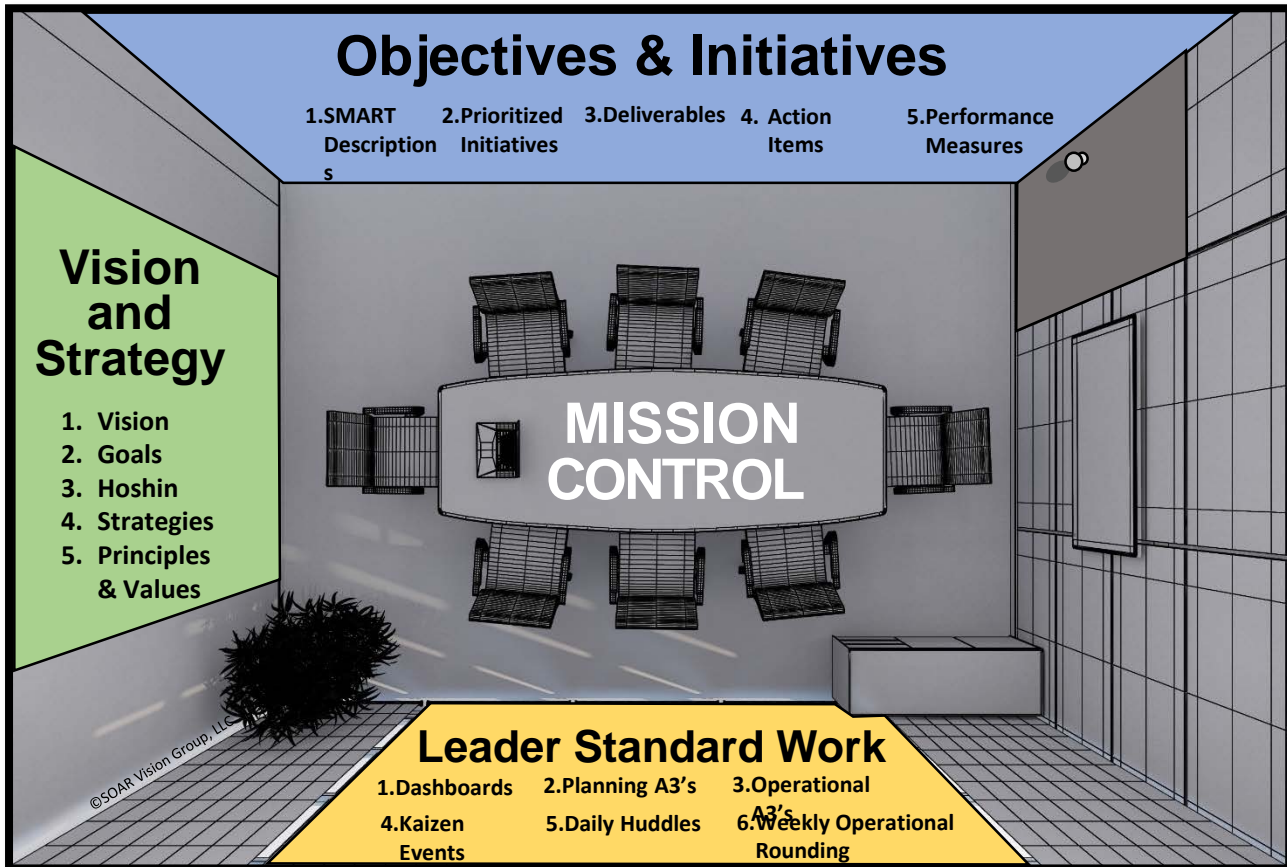 Objectives & Initiatives
1.SMART
Description
s
2.Prioritized
Initiatives
3.Deliverables
4. Action
Items
5.Performance
Measures
Vision
and
Strategy
1. Vision
2. Goals
3. Hoshin
4. Strategies
5. Principles
& Values
MISSION
CONTROL
©SOAR Vision Group, LLC
Leader Standard Work
1.Dashboards
2.Planning A3's
3.Operational
A3's
4.Kaizen
Events
5.Daily Huddles
6.Weekly Operational
Rounding